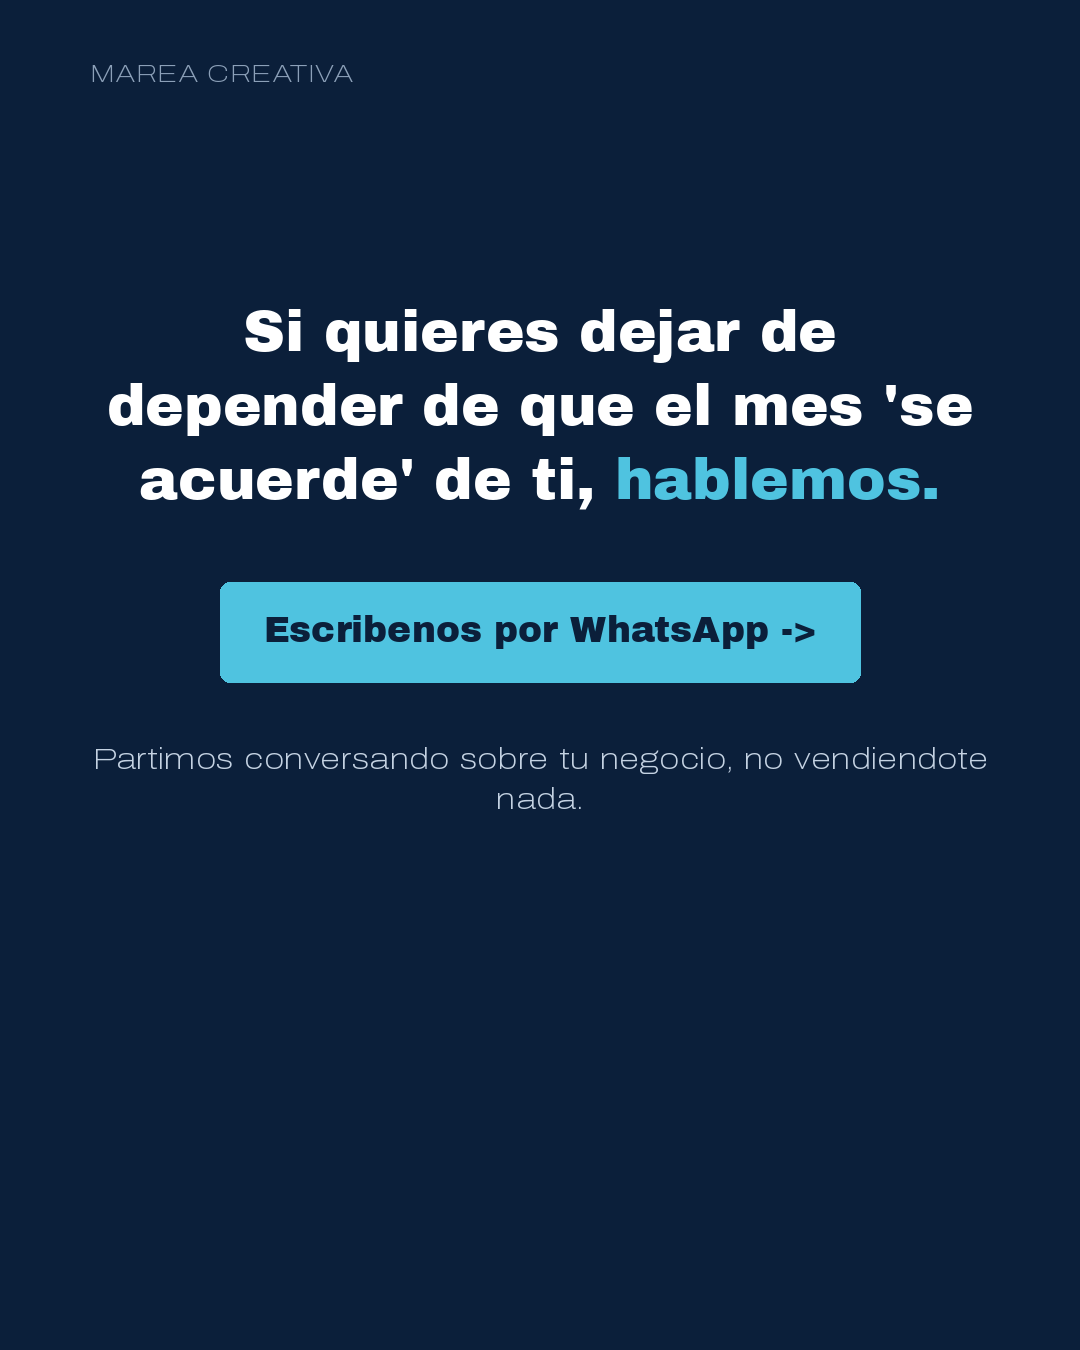 MAREA CREATIVA
Si quieres dejar de
depender de que el mes 'se
acuerde' de ti, hablemos.
Escribenos por WhatsApp ->
Partimos conversando sobre tu negocio, no vendiendote
nada.